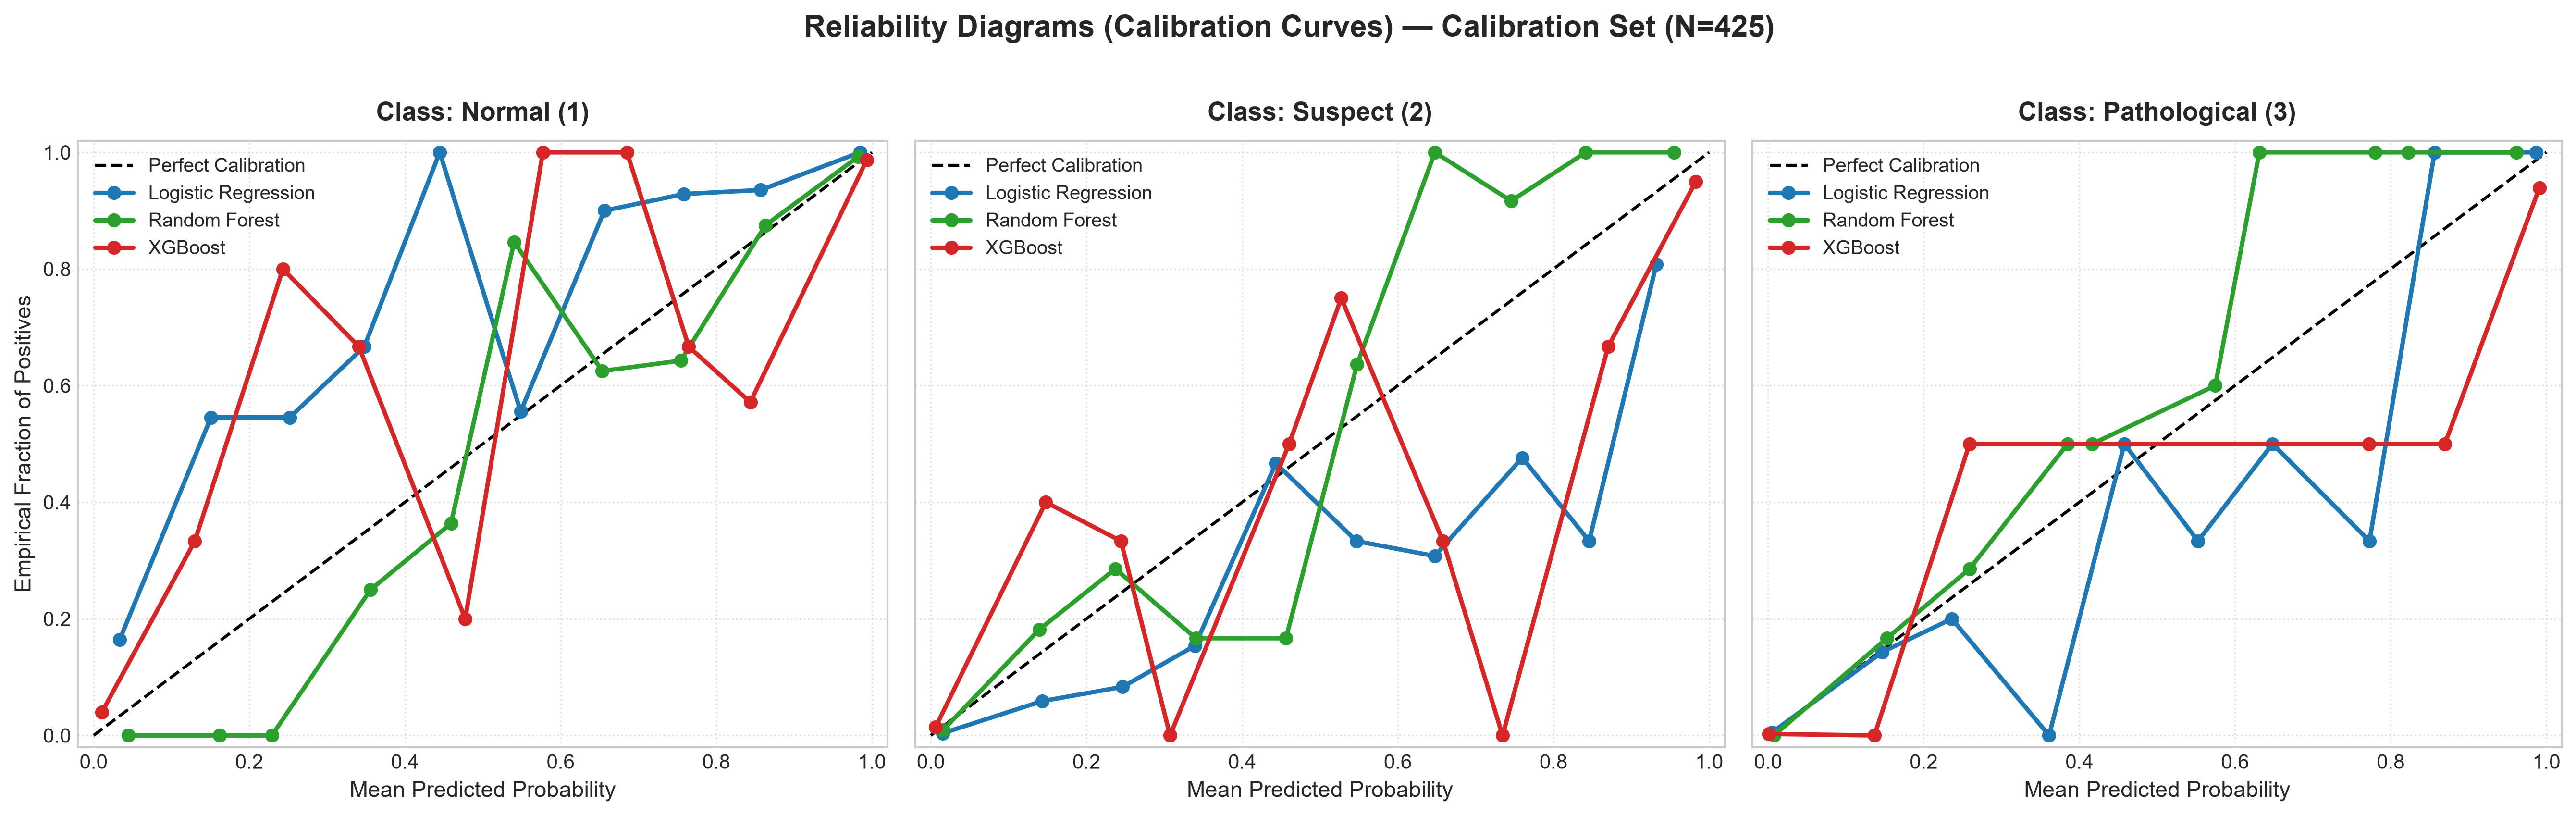 Reliability Diagrams (Calibration Curves) — Calibration Set (N=425)
Class: Normal (1)
Perfect Calibration
Logistic Regression
Random Forest
XGBoost
1.0
0.8
0.6
0.4
0.2
0.0
Empirical Fraction of Positives
0.0 0.2 0.4 0.6 0.8 1.0
Mean Predicted Probability
Class: Suspect (2)
Perfect Calibration
Logistic Regression
Random Forest
XGBoost
0.0 0.2 0.4 0.6 0.8 1.0
Mean Predicted Probability
Class: Pathological (3)
Perfect Calibration
Logistic Regression
Random Forest
XGBoost
0.0 0.2 0.4 0.6 0.8 1.0
Mean Predicted Probability